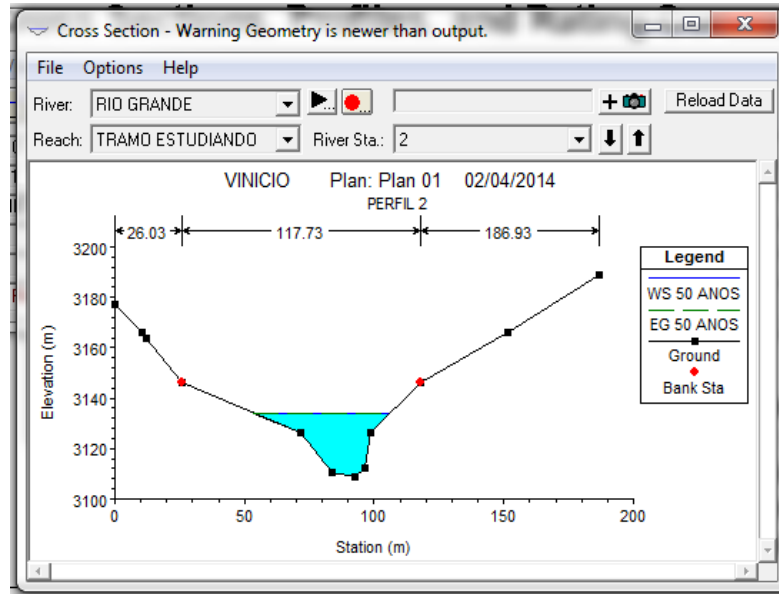 Cross Section - Warning Geometry is newer than output.
File Options Help
River: RIO GRANDE Reload Data
Reach: TRAMO ESTUDIANDO River Sta.: 2
VINICIO Plan: Plan 01 02/04/2014
PERFIL 2
26.03 117.73 186.93
3200
3180
3160
3140
3120
3100
Elevation (m)
0 50 100 150 200
Station (m)
Legend
WS 50 ANOS
EG 50 ANOS
Ground
Bank Sta